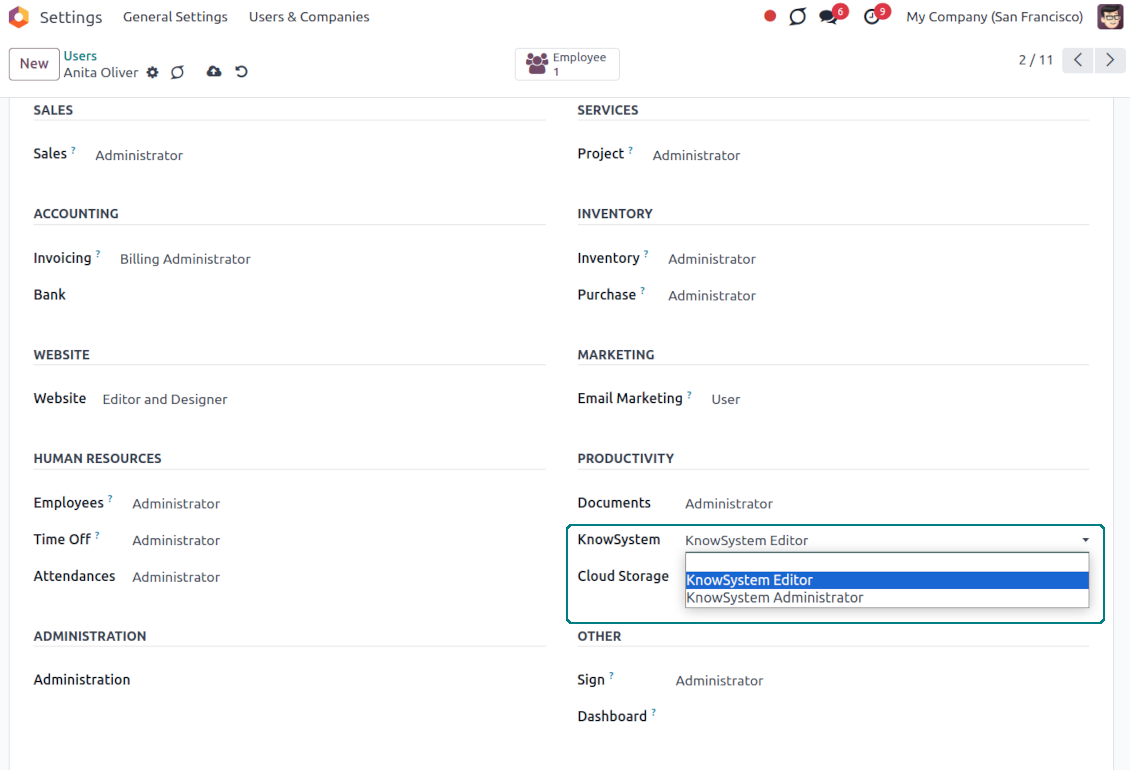 Settings General Settings Users & Companies 6 9 My Company (San Francisco)
New Users Employee 2 / 11
Anita Oliver 1
SALES SERVICES
Sales ? Administrator Project ? Administrator
ACCOUNTING INVENTORY
Invoicing ? Billing Administrator Inventory ? Administrator
Bank Purchase ? Administrator
WEBSITE MARKETING
Website Editor and Designer Email Marketing ? User
HUMAN RESOURCES PRODUCTIVITY
Employees ? Administrator Documents Administrator
Time Off ? Administrator KnowSystem KnowSystem Editor
Attendances Administrator Cloud Storage KnowSystem Editor
KnowSystem Administrator
ADMINISTRATION OTHER
Administration Sign ? Administrator
Dashboard ?